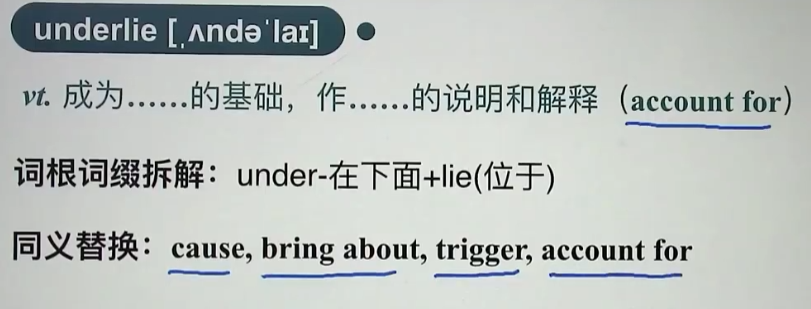 underlie [ˌʌndəˈlaɪ]
vt. 成为……的基础，作……的说明和解释（account for）
词根词缀拆解：under-在下面+lie(位于)
同义替换：cause, bring about, trigger, account for